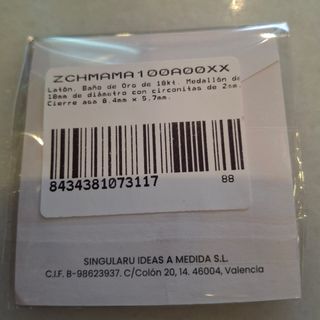 ZCHMAMA100A00XX
Latón. Baño de Oro de 18kt. Medallón de
18mm de diámetro con circonitas de 2mm.
Cierre asa 8.4mm x 5.7mm.
8434381073117 88
SINGULARU IDEAS A MEDIDA S.L.
C.I.F. B-98623937. C/Colón 20, 14. 46004, Valencia